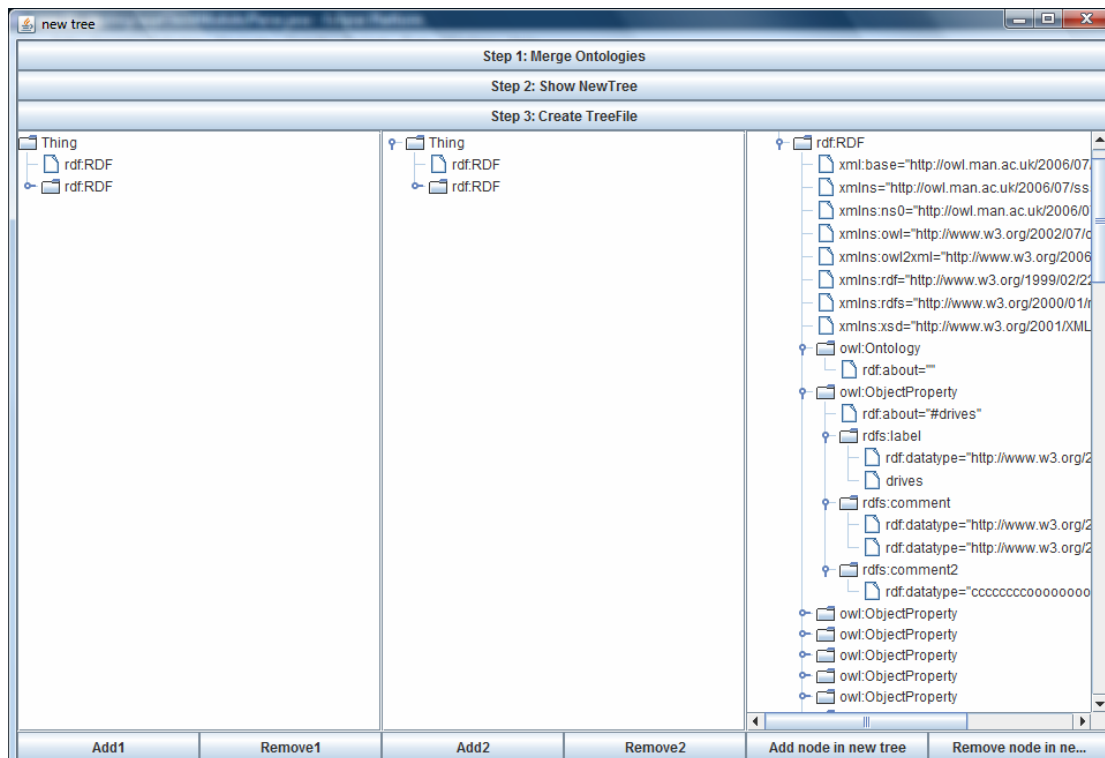 new tree
Step 1: Merge Ontologies
Step 2: Show NewTree
Step 3: Create TreeFile
Thing
rdf:RDF
rdf:RDF
Thing
rdf:RDF
rdf:RDF
rdf:RDF
xml:base="http://owl.man.ac.uk/2006/07/
xmlns="http://owl.man.ac.uk/2006/07/ss
xmlns:ns0="http://owl.man.ac.uk/2006/0
xmlns:owl="http://www.w3.org/2002/07/o
xmlns:owl2xml="http://www.w3.org/2006
xmlns:rdf="http://www.w3.org/1999/02/22
xmlns:rdfs="http://www.w3.org/2000/01/r
xmlns:xsd="http://www.w3.org/2001/XML
owl:Ontology
rdf:about=""
owl:ObjectProperty
rdf:about="#drives"
rdfs:label
rdf:datatype="http://www.w3.org/2
drives
rdfs:comment
rdf:datatype="http://www.w3.org/2
rdf:datatype="http://www.w3.org/2
rdfs:comment2
rdf:datatype="ccccccccoooooooo
owl:ObjectProperty
owl:ObjectProperty
owl:ObjectProperty
owl:ObjectProperty
owl:ObjectProperty
Add1
Remove1
Add2
Remove2
Add node in new tree
Remove node in ne...